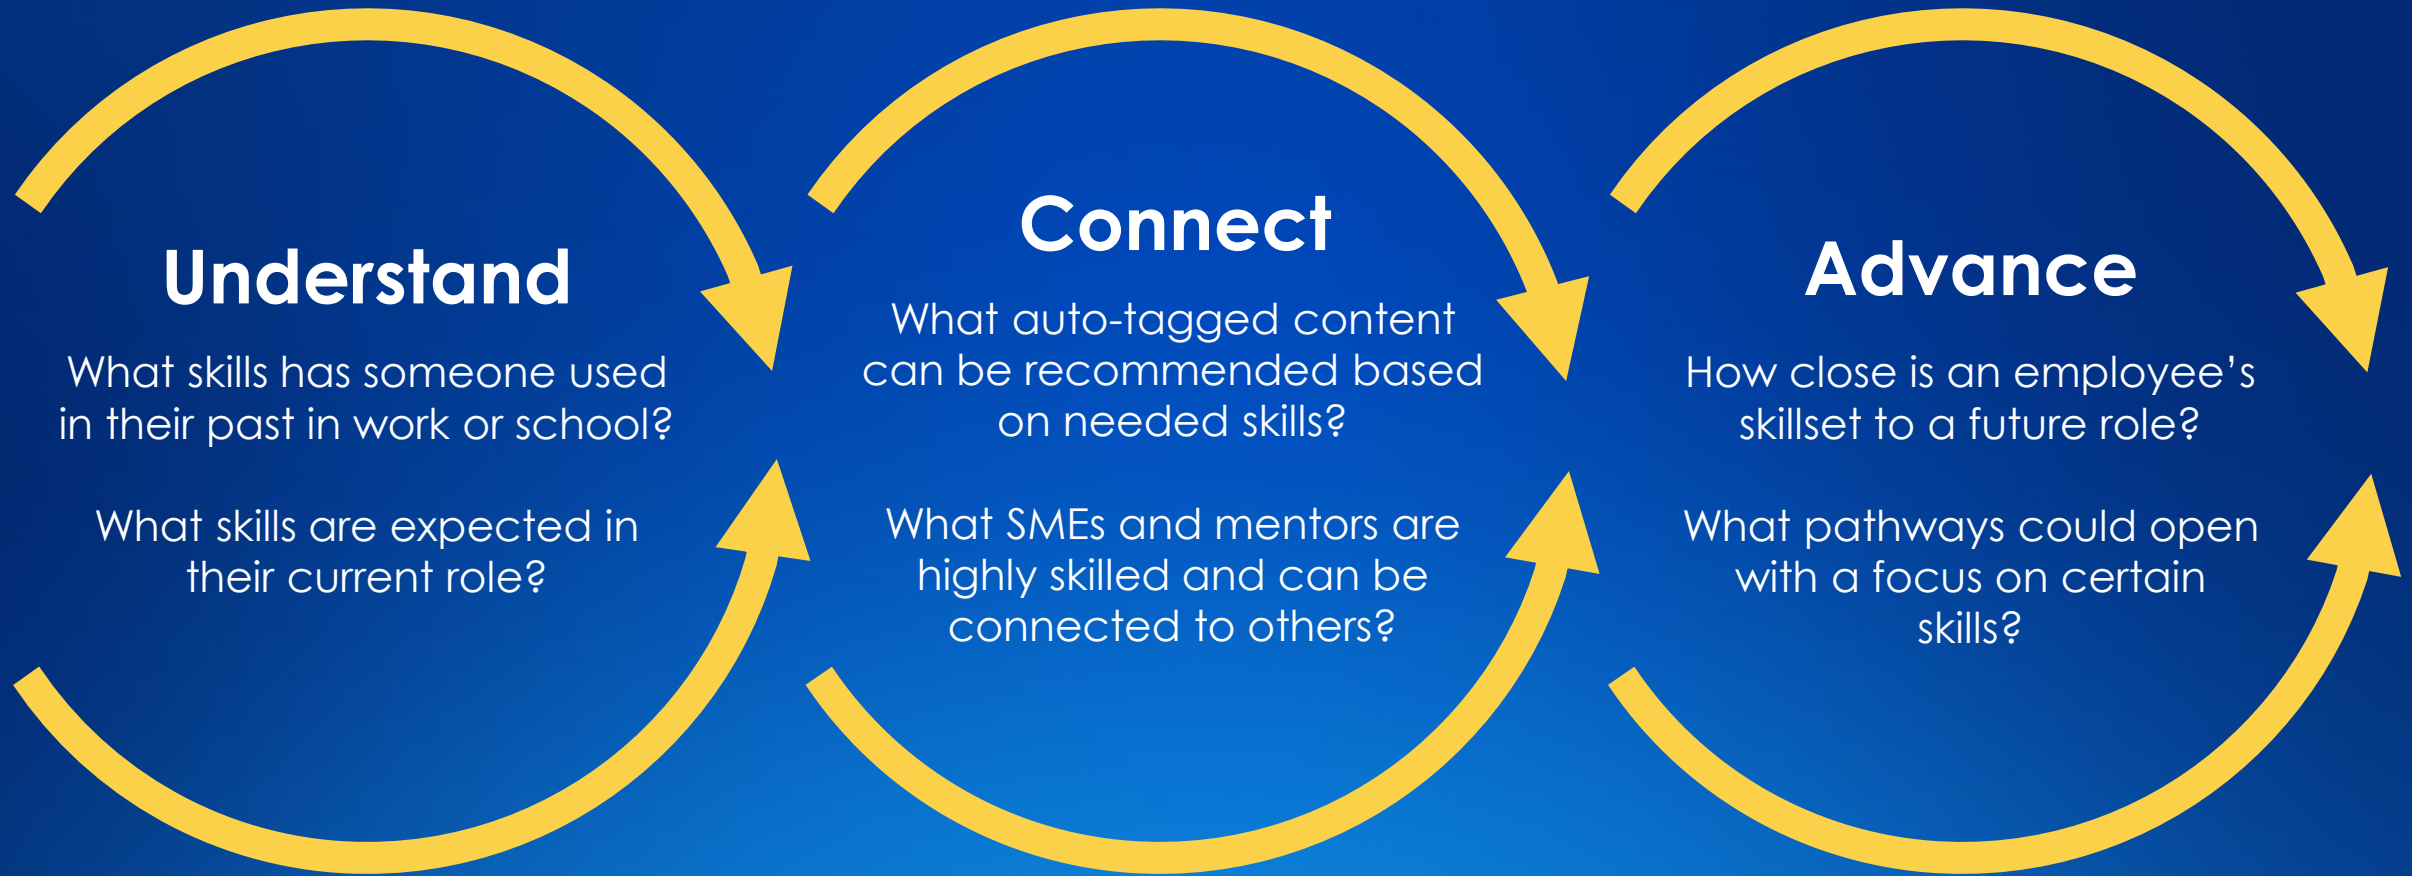 Understand
What skills has someone used
in their past in work or school?
What skills are expected in
their current role?
Connect
What auto-tagged content
can be recommended based
on needed skills?
What SMEs and mentors are
highly skilled and can be
connected to others?
Advance
How close is an employee’s
skillset to a future role?
What pathways could open
with a focus on certain
skills?